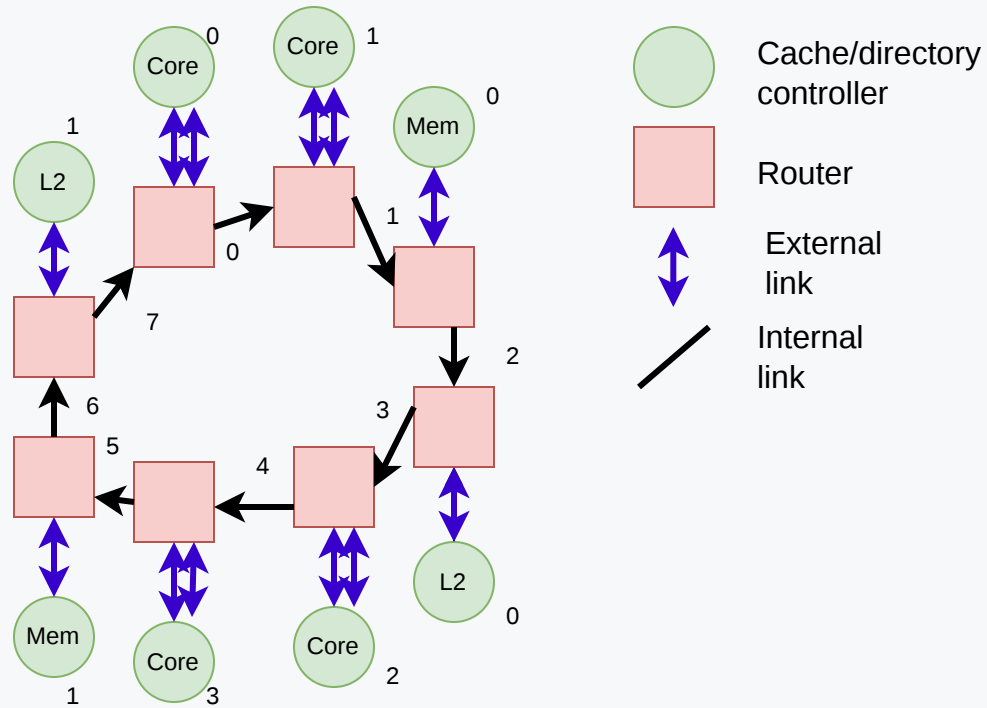 0
Core
1
Core
0
Mem
1
L2
Cache/directory
controller
Router
External
link
Internal
link
0
1
7
2
3
6
5
4
L2
0
Mem
1
Core
3
Core
2